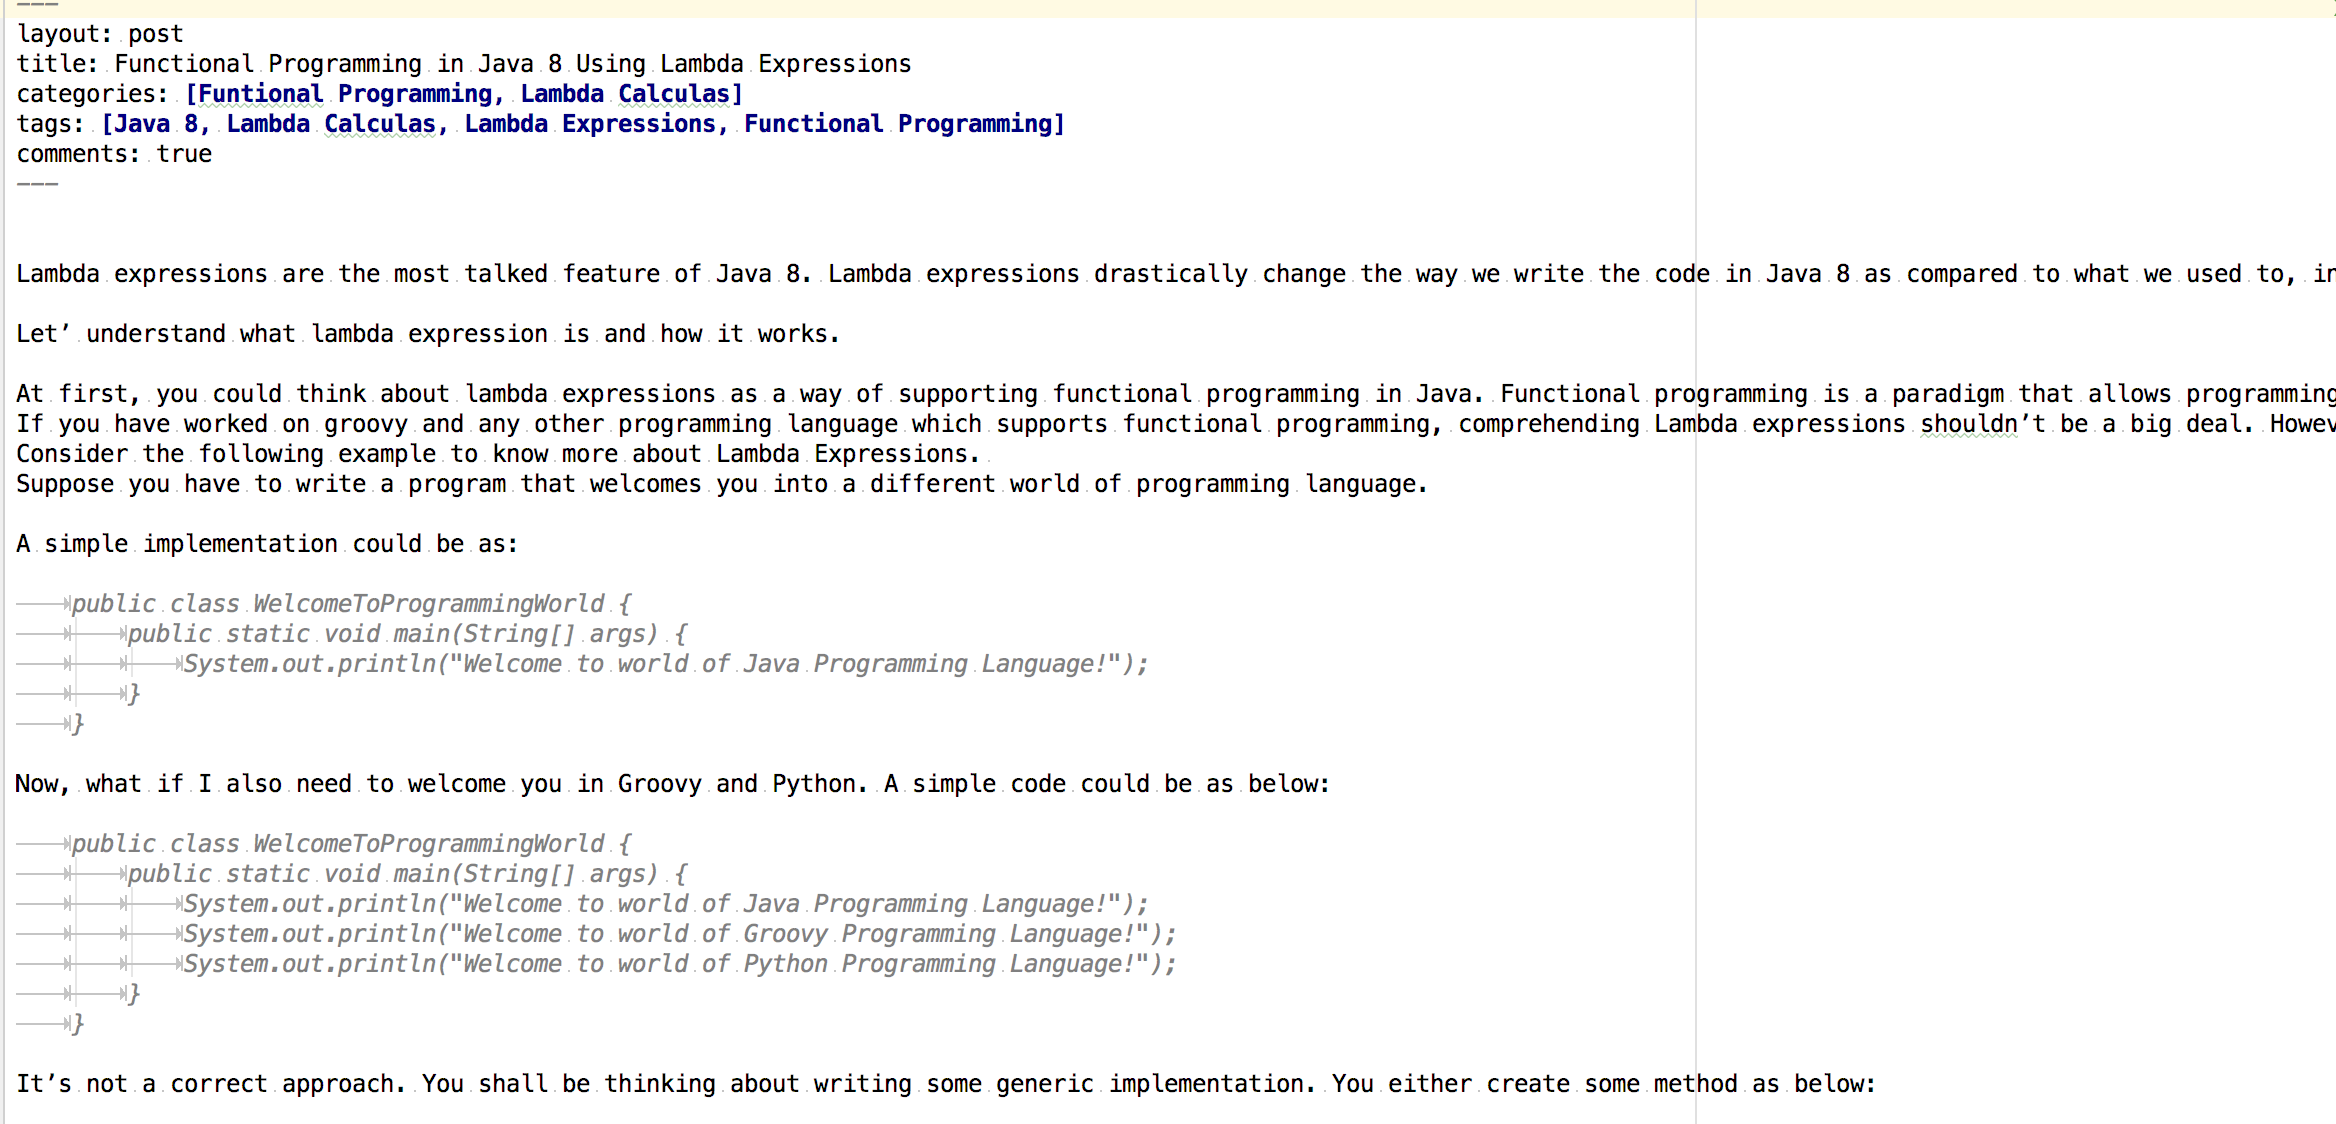 ---
layout: post
title: Functional Programming in Java 8 Using Lambda Expressions
categories: [Funtional Programming, Lambda Calculas]
tags: [Java 8, Lambda Calculas, Lambda Expressions, Functional Programming]
comments: true
---
Lambda expressions are the most talked feature of Java 8. Lambda expressions drastically change the way we write the code in Java 8 as compared to what we used to, in
Let’ understand what lambda expression is and how it works.
At first, you could think about lambda expressions as a way of supporting functional programming in Java. Functional programming is a paradigm that allows programming
If you have worked on groovy and any other programming language which supports functional programming, comprehending Lambda expressions shouldn’t be a big deal. Howev
Consider the following example to know more about Lambda Expressions.
Suppose you have to write a program that welcomes you into a different world of programming language.
A simple implementation could be as:
public class WelcomeToProgrammingWorld {
public static void main(String[] args) {
System.out.println("Welcome to world of Java Programming Language!");
}
}
Now, what if I also need to welcome you in Groovy and Python. A simple code could be as below:
public class WelcomeToProgrammingWorld {
public static void main(String[] args) {
System.out.println("Welcome to world of Java Programming Language!");
System.out.println("Welcome to world of Groovy Programming Language!");
System.out.println("Welcome to world of Python Programming Language!");
}
}
It’s not a correct approach. You shall be thinking about writing some generic implementation. You either create some method as below: